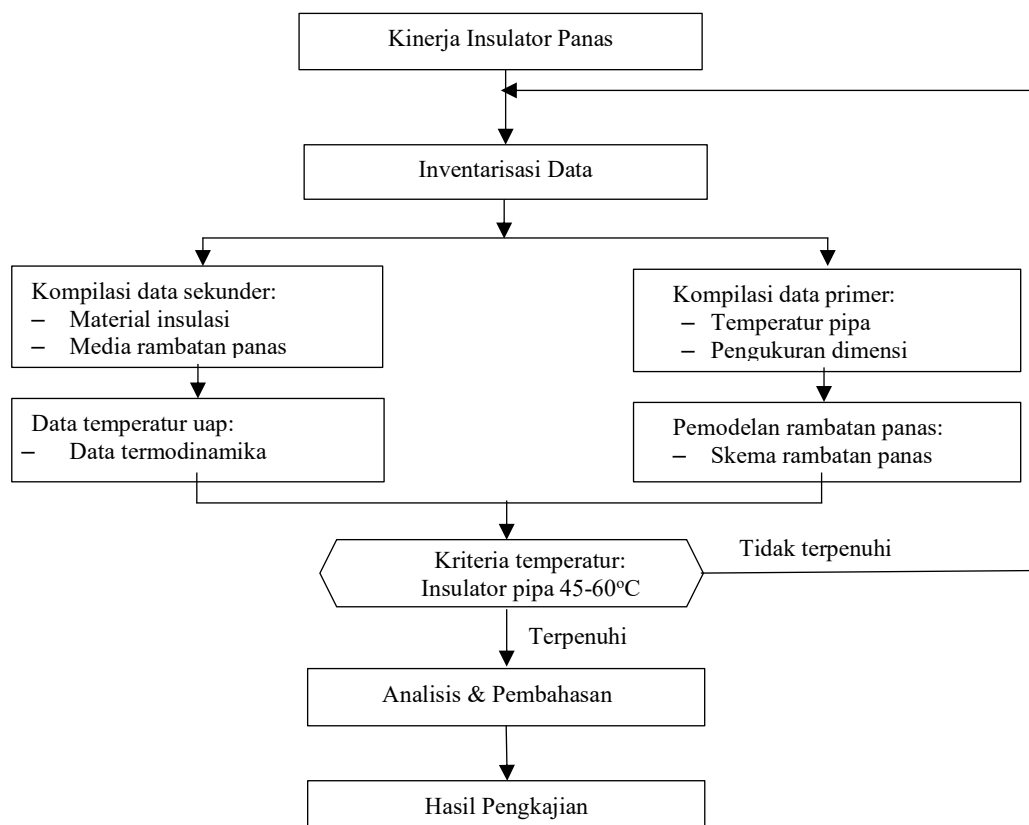 Kinerja Insulator Panas
Inventarisasi Data
Kompilasi data sekunder:
– Material insulasi
– Media rambatan panas
Kompilasi data primer:
– Temperatur pipa
– Pengukuran dimensi
Data temperatur uap:
– Data termodinamika
Pemodelan rambatan panas:
– Skema rambatan panas
Kriteria temperatur:
Insulator pipa 45-60°C
Tidak terpenuhi
Terpenuhi
Analisis & Pembahasan
Hasil Pengkajian